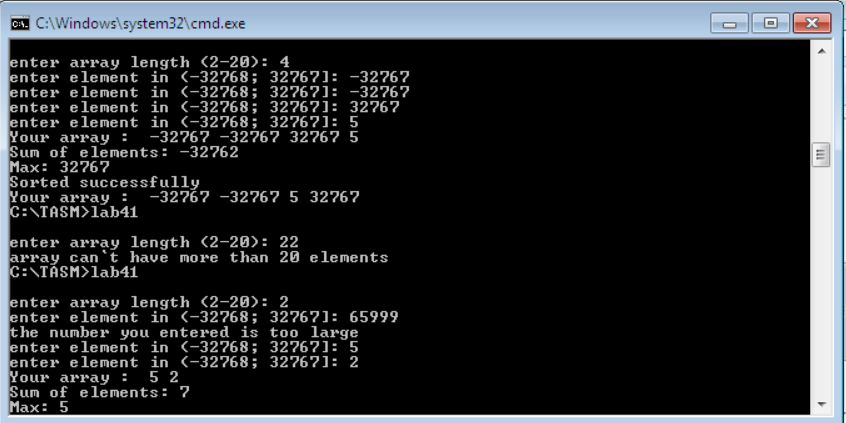 C:\Windows\system32\cmd.exe
enter array length (2-20): 4
enter element in (-32768; 32767]: -32767
enter element in (-32768; 32767]: -32767
enter element in (-32768; 32767]: 32767
enter element in (-32768; 32767]: 5
Your array :  -32767 -32767 32767 5
Sum of elements: -32762
Max: 32767
Sorted successfully
Your array :  -32767 -32767 5 32767
C:\TASM>lab41
enter array length (2-20): 22
array can`t have more than 20 elements
C:\TASM>lab41
enter array length (2-20): 2
enter element in (-32768; 32767]: 65999
the number you entered is too large
enter element in (-32768; 32767]: 5
enter element in (-32768; 32767]: 2
Your array :  5 2
Sum of elements: 7
Max: 5